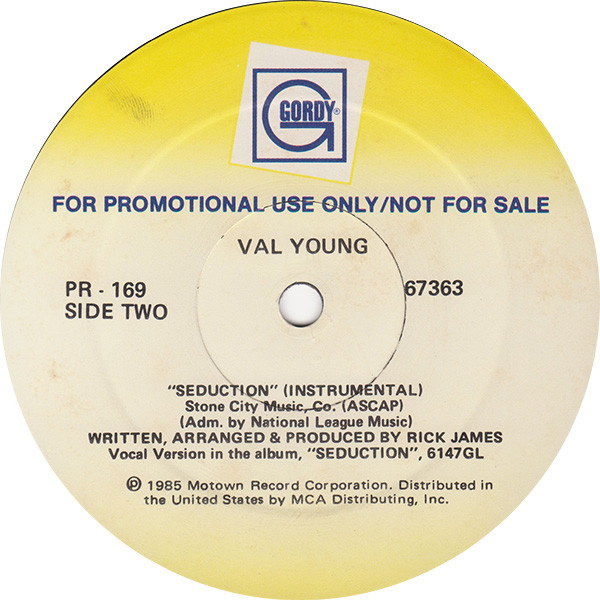 GORDY®
FOR PROMOTIONAL USE ONLY/NOT FOR SALE
VAL YOUNG
PR - 169 67363
SIDE TWO
"SEDUCTION" (INSTRUMENTAL)
Stone City Music, Co. (ASCAP)
(Adm. by National League Music)
WRITTEN, ARRANGED & PRODUCED BY RICK JAMES
Vocal Version in the album, "SEDUCTION", 6147GL
℗ 1985 Motown Record Corporation. Distributed in
the United States by MCA Distributing, Inc.